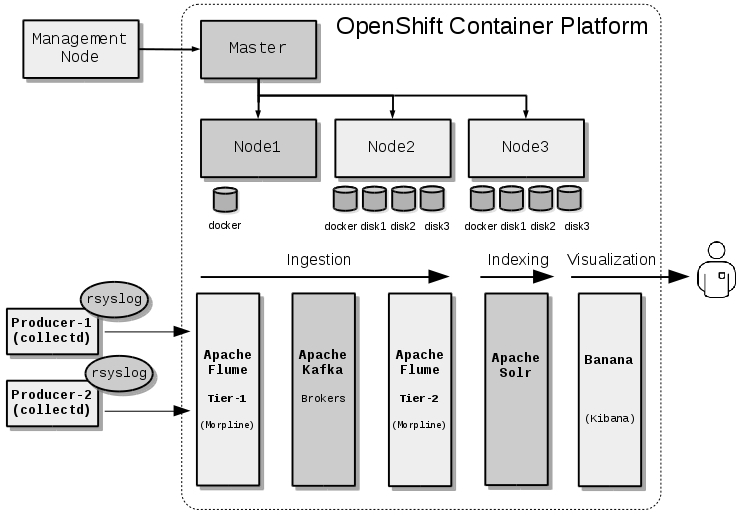 OpenShift Container Platform
Management
Node
Master
Node1
Node2
Node3
docker
docker disk1 disk2 disk3
docker disk1 disk2 disk3
Ingestion
Indexing
Visualization
rsyslog
Producer-1
(collectd)
rsyslog
Producer-2
(collectd)
Apache
Flume
Tier-1
(Morpline)
Apache
Kafka
Brokers
Apache
Flume
Tier-2
(Morpline)
Apache
Solr
Banana
(Kibana)